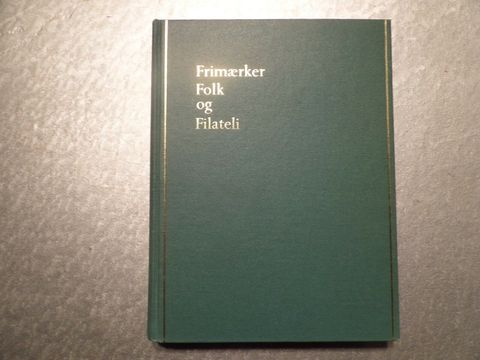 Frimærker
Folk
og
Filateli